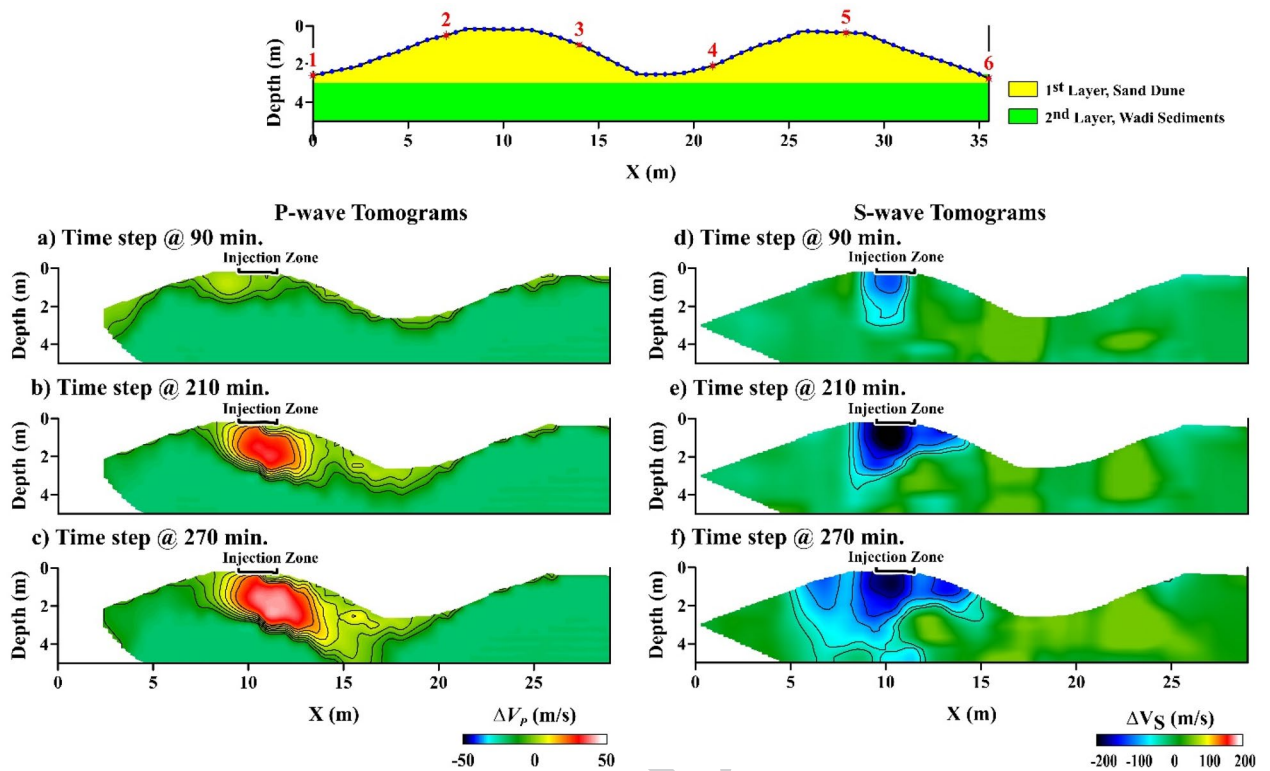 2
5
0
3
Depth (m)
1
4
2
6
1st Layer, Sand Dune
4
2nd Layer, Wadi Sediments
0 5 10 15 20 25 30 35
X (m)
P-wave Tomograms
a) Time step @ 90 min.
Injection Zone
Depth (m)
0
2
4
b) Time step @ 210 min.
Injection Zone
Depth (m)
0
2
4
c) Time step @ 270 min.
Injection Zone
Depth (m)
0
2
4
0 5 10 15 20 25
X (m)
ΔVP (m/s)
-50 0 50
S-wave Tomograms
d) Time step @ 90 min.
Injection Zone
Depth (m)
0
2
4
e) Time step @ 210 min.
Injection Zone
Depth (m)
0
2
4
f) Time step @ 270 min.
Injection Zone
Depth (m)
0
2
4
0 5 10 15 20 25
X (m)
ΔVS (m/s)
-200 -100 0 100 200